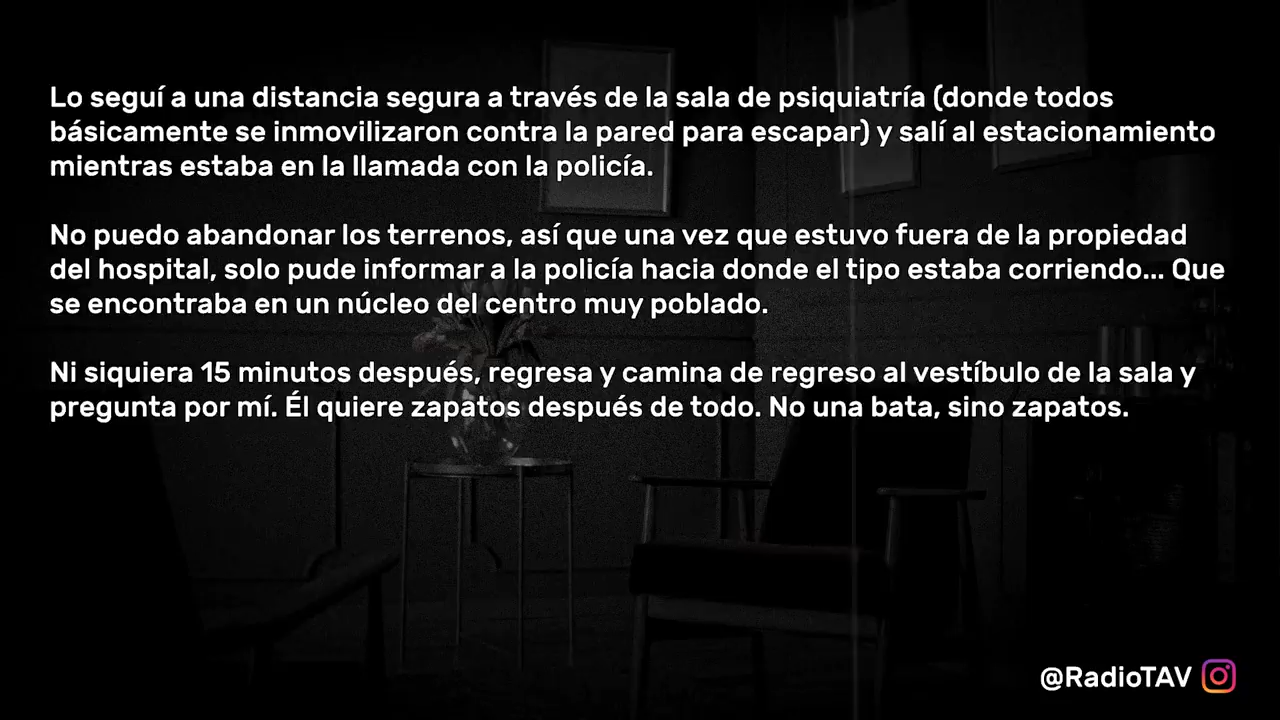 Lo seguí a una distancia segura a través de la sala de psiquiatría (donde todos
básicamente se inmovilizaron contra la pared para escapar) y salí al estacionamiento
mientras estaba en la llamada con la policía.
No puedo abandonar los terrenos, así que una vez que estuvo fuera de la propiedad
del hospital, solo pude informar a la policía hacia donde el tipo estaba corriendo... Que
se encontraba en un núcleo del centro muy poblado.
Ni siquiera 15 minutos después, regresa y camina de regreso al vestíbulo de la sala y
pregunta por mí. Él quiere zapatos después de todo. No una bata, sino zapatos.
@RadioTAV